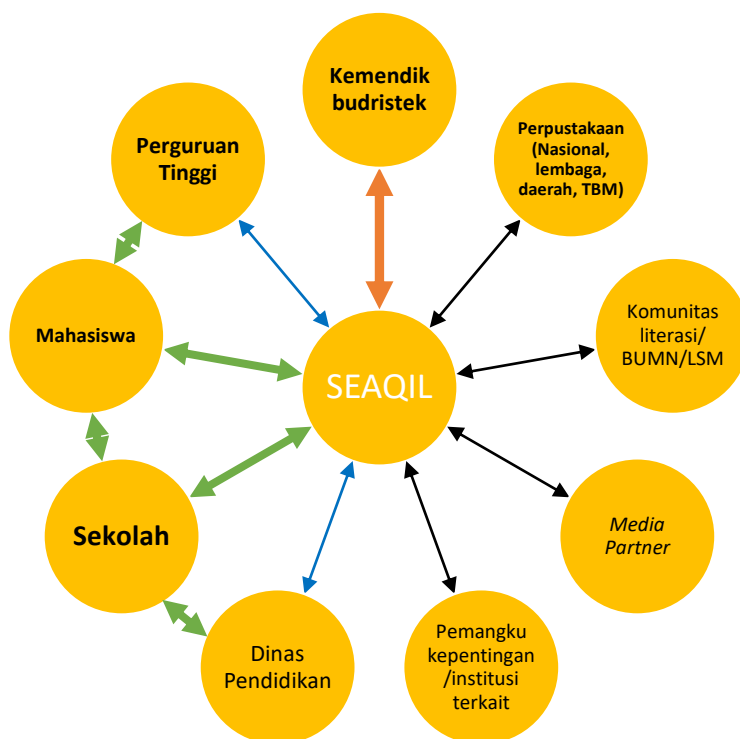 Kemendik
budristek
Perguruan
Tinggi
Perpustakaan
(Nasional,
lembaga,
daerah, TBM)
Mahasiswa
Komunitas
literasi/
BUMN/LSM
SEAQIL
Sekolah
Media
Partner
Dinas
Pendidikan
Pemangku
kepentingan
/institusi
terkait